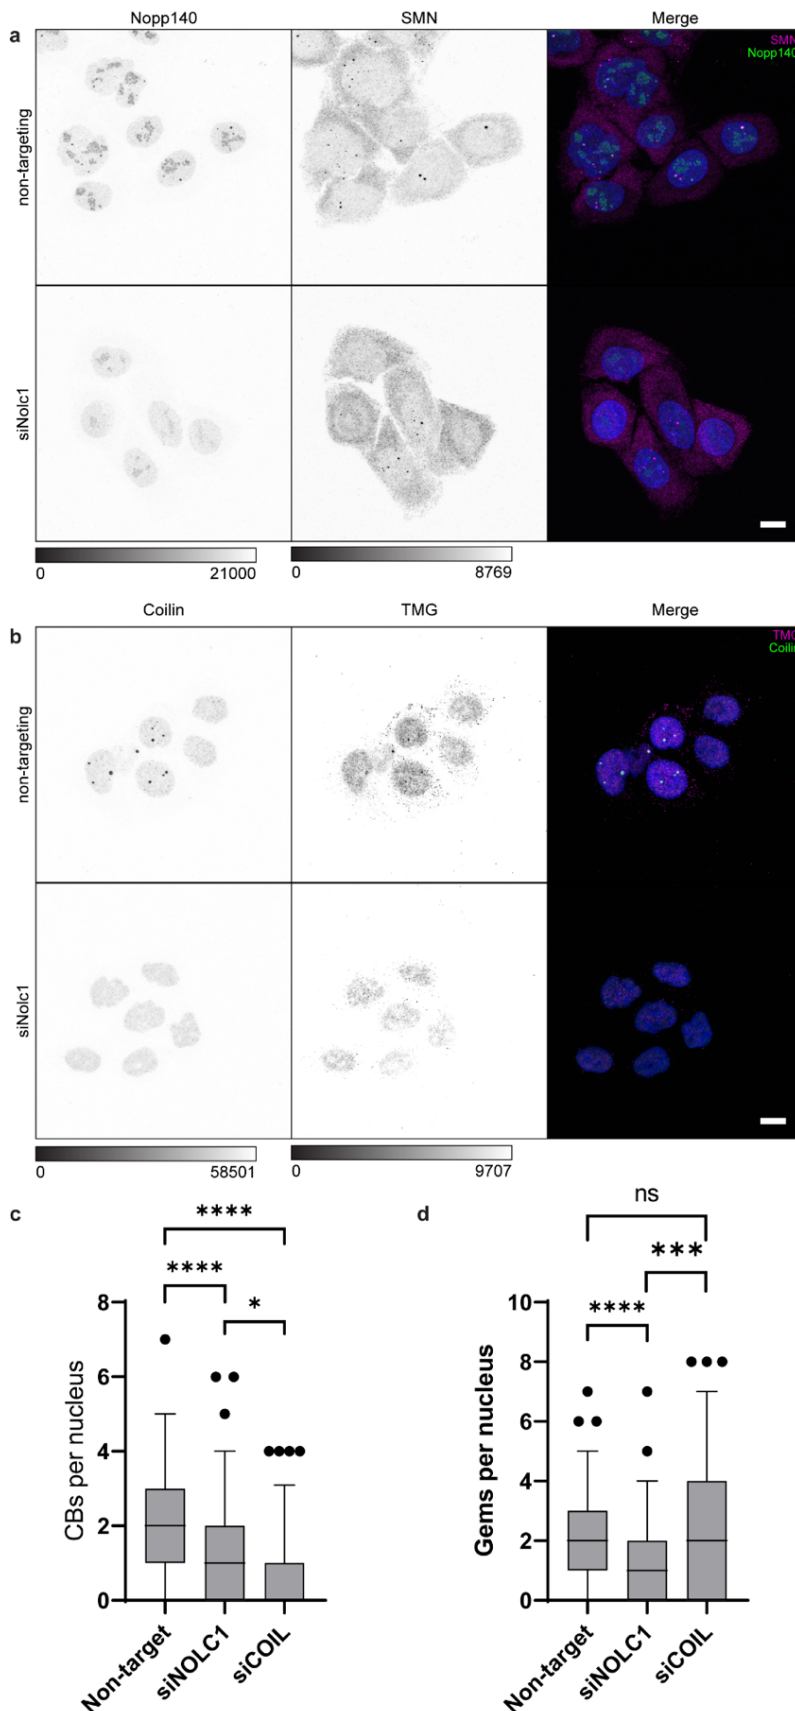 a
Nopp140 SMN Merge
SMN
Nopp140
non-targeting
siNolc1
0 21000 0 8769
b
Coilin TMG Merge
TMG
Coilin
non-targeting
siNolc1
0 58501 0 9707
c
****
****
*
8
6
4
2
0
CBs per nucleus
Non-target siNOLC1 siCOIL
d
ns
***
****
10
8
6
4
2
0
Gems per nucleus
Non-target siNOLC1 siCOIL